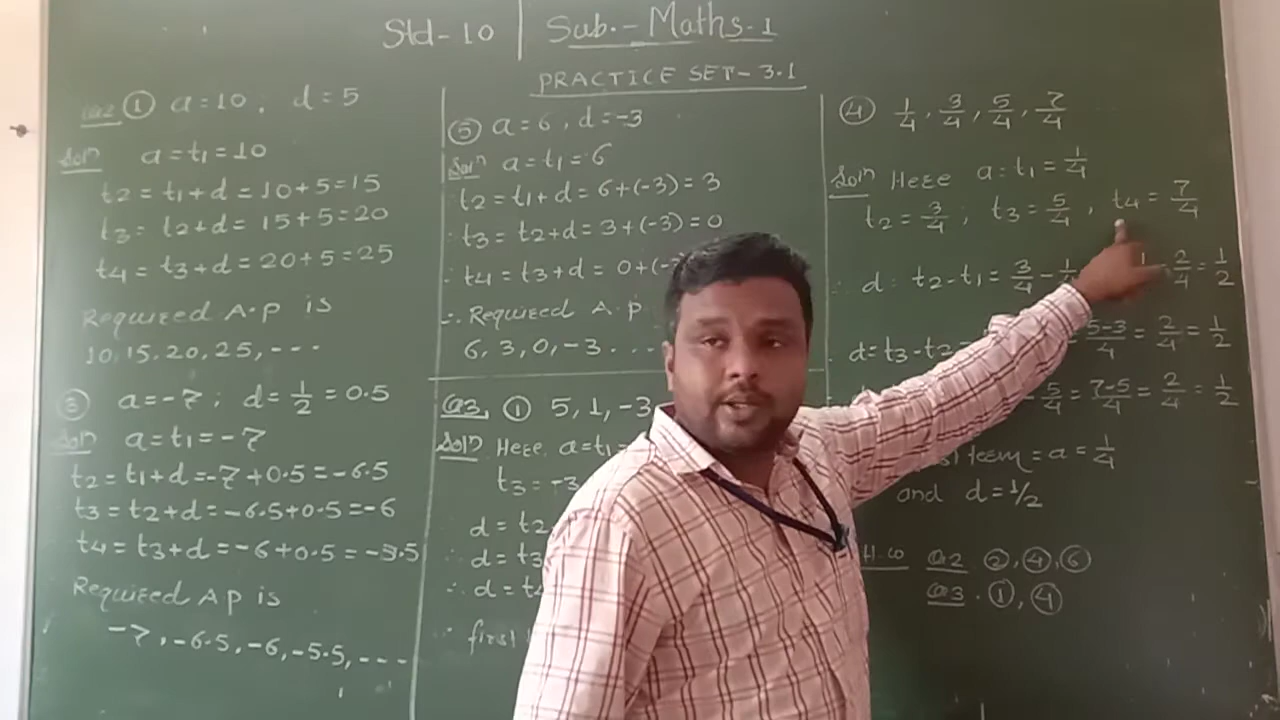 Std-10 | Sub.- Maths-1
PRACTICE SET-3.1
Q2 ① a=10 ; d=5
Solⁿ a=t1=10
t2=t1+d=10+5=15
t3=t2+d=15+5=20
t4=t3+d=20+5=25
Required A.P is
10,15,20,25,---
③ a=-7 ; d=1/2=0.5
Solⁿ a=t1=-7
t2=t1+d=-7+0.5=-6.5
t3=t2+d=-6.5+0.5=-6
t4=t3+d=-6+0.5=-5.5
Required AP is
-7,-6.5,-6,-5.5,---
⑤ a=6, d=-3
Solⁿ a=t1=6
t2=t1+d=6+(-3)=3
∴ t3=t2+d=3+(-3)=0
∴ t4=t3+d=0+(-
∴ Required A.P
6, 3, 0, -3 ...
Q3, ① 5, 1, -3
Solⁿ Here a=t1=
t3=-3
d=t2
∴ d=t3
∴ d=t4
∴ first
④ 1/4, 3/4, 5/4, 7/4
Solⁿ Here a=t1=1/4
t2=3/4 ; t3=5/4 , t4=7/4
∴ d=t2-t1=3/4-1/4 2/4=1/2
d=t3-t2= 5-3/4=2/4=1/2
5/4=7-5/4=2/4=1/2
term=a=1/4
and d=1/2
H.W Q2 ②,④,⑥
Q3. ①,④